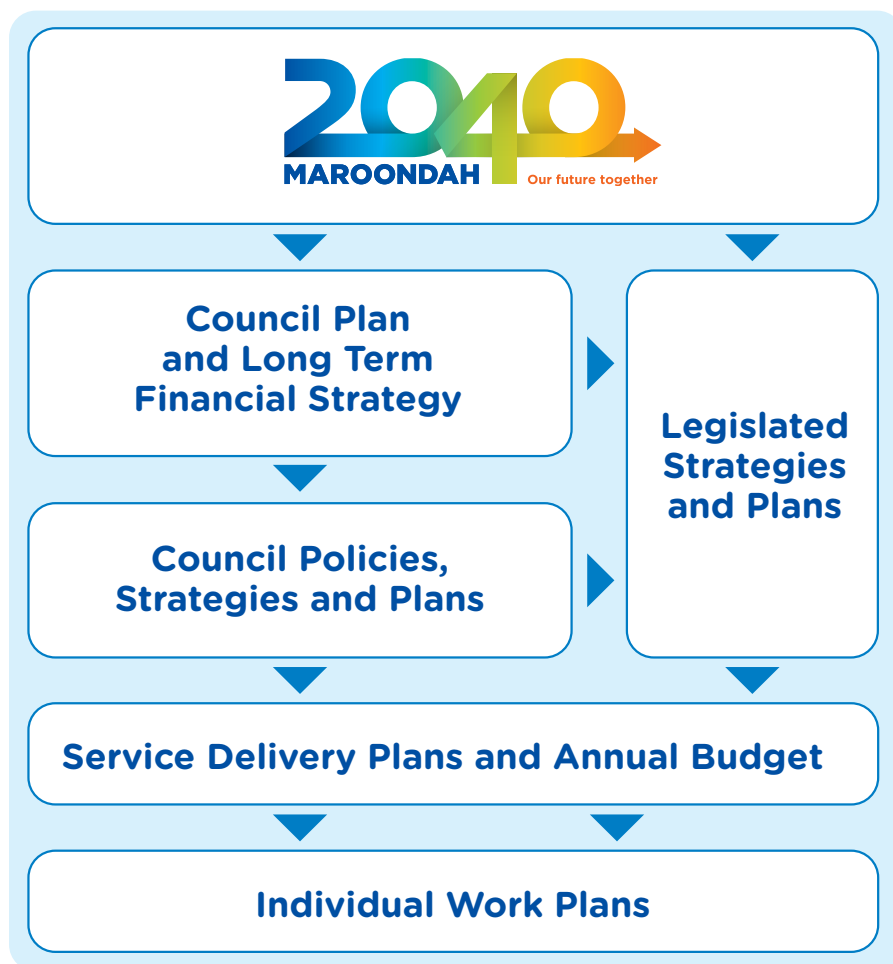 2040
MAROONDAH
Our future together
Council Plan
and Long Term
Financial Strategy
Legislated
Strategies
and Plans
Council Policies,
Strategies and Plans
Service Delivery Plans and Annual Budget
Individual Work Plans